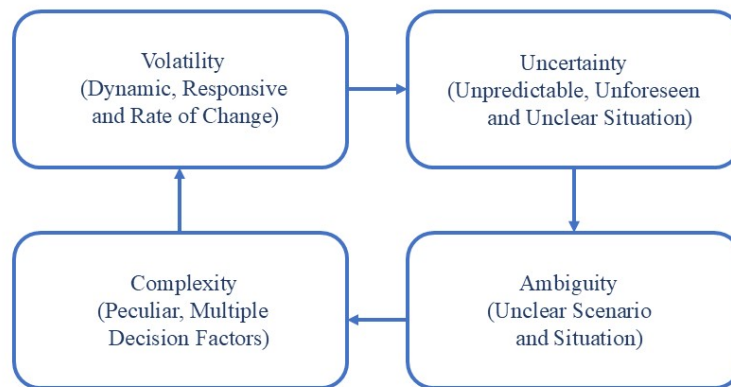 Volatility
(Dynamic, Responsive
and Rate of Change)
Uncertainty
(Unpredictable, Unforeseen
and Unclear Situation)
Complexity
(Peculiar, Multiple
Decision Factors)
Ambiguity
(Unclear Scenario
and Situation)